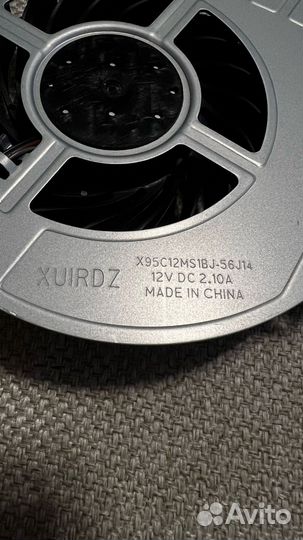 XUIRDZ
X95C12MS1BJ-56J14
12V DC 2.10A
MADE IN CHINA
Avito